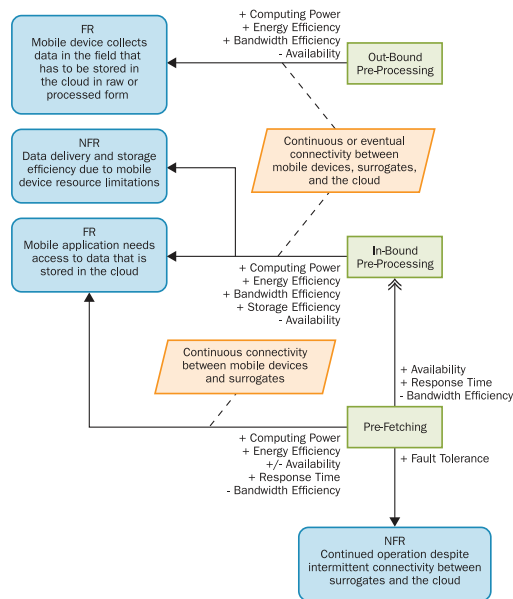 FR
Mobile device collects
data in the field that
has to be stored in
the cloud in raw or
processed form
+ Computing Power
+ Energy Efficiency
+ Bandwidth Efficiency
- Availability
Out-Bound
Pre-Processing
NFR
Data delivery and storage
efficiency due to mobile
device resource limitations
Continuous or eventual
connectivity between
mobile devices, surrogates,
and the cloud
FR
Mobile application needs
access to data that is
stored in the cloud
In-Bound
Pre-Processing
+ Computing Power
+ Energy Efficiency
+ Bandwidth Efficiency
+ Storage Efficiency
- Availability
Continuous connectivity
between mobile devices
and surrogates
+ Availability
+ Response Time
- Bandwidth Efficiency
Pre-Fetching
+ Computing Power
+ Energy Efficiency
+/- Availability
+ Response Time
- Bandwidth Efficiency
+ Fault Tolerance
NFR
Continued operation despite
intermittent connectivity between
surrogates and the cloud